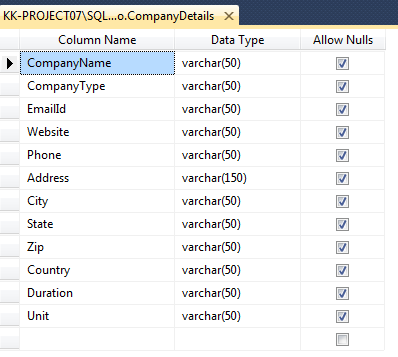 KK-PROJECT07\SQL...o.CompanyDetails
Column Name Data Type Allow Nulls
CompanyName varchar(50)
CompanyType varchar(50)
EmailId varchar(50)
Website varchar(50)
Phone varchar(50)
Address varchar(150)
City varchar(50)
State varchar(50)
Zip varchar(50)
Country varchar(50)
Duration varchar(50)
Unit varchar(50)